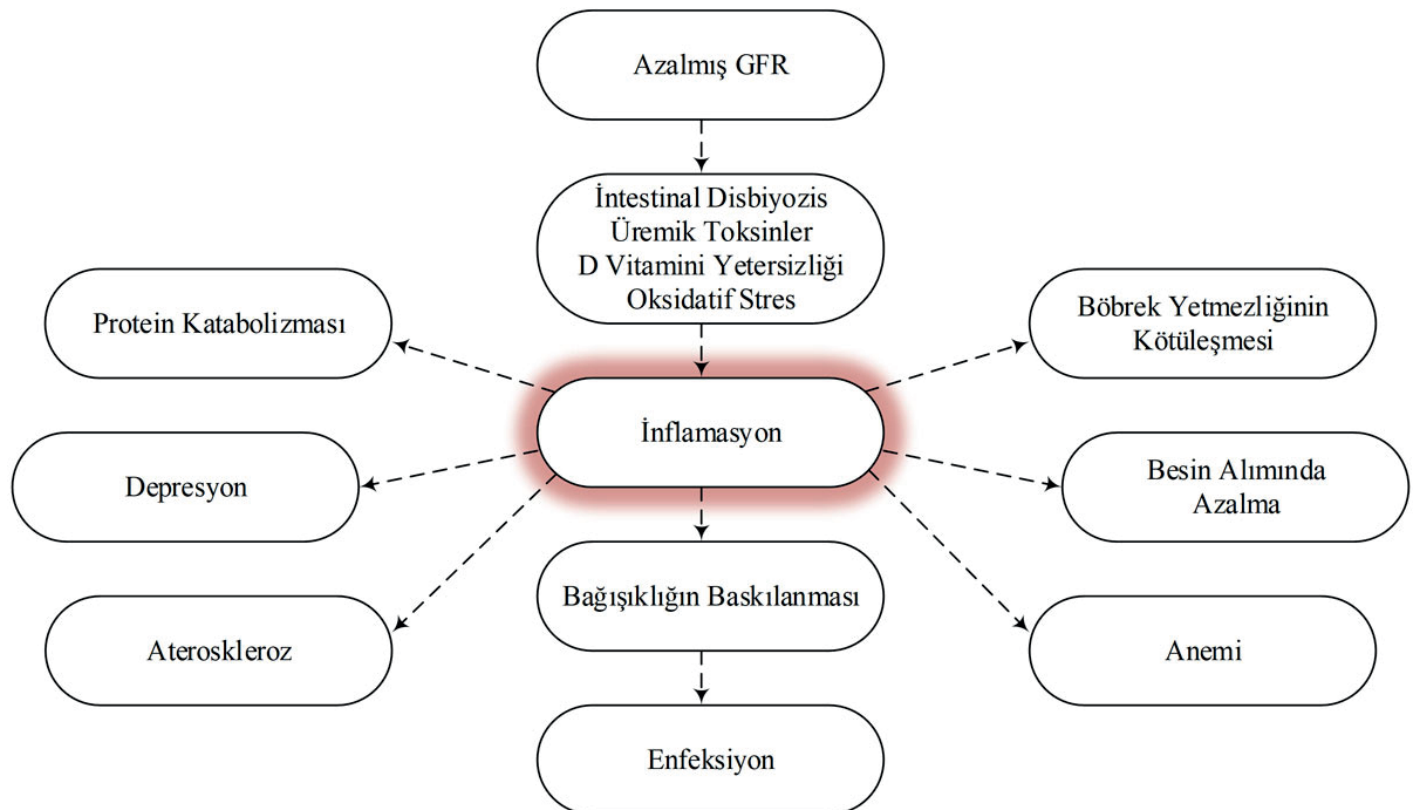 Azalmış GFR
İntestinal Disbiyozis
Üremik Toksinler
D Vitamini Yetersizliği
Oksidatif Stres
Protein Katabolizması
Böbrek Yetmezliğinin
Kötüleşmesi
İnflamasyon
Depresyon
Besin Alımında
Azalma
Bağışıklığın Baskılanması
Ateroskleroz
Anemi
Enfeksiyon